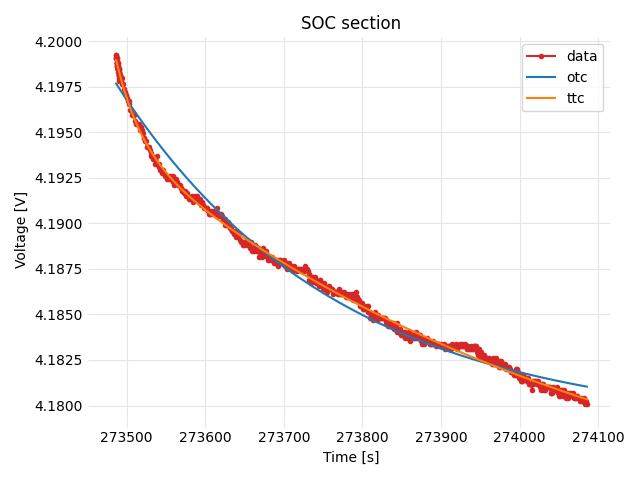 SOC section
data
otc
ttc
Voltage [V]
4.2000
4.1975
4.1950
4.1925
4.1900
4.1875
4.1850
4.1825
4.1800
273500 273600 273700 273800 273900 274000 274100
Time [s]